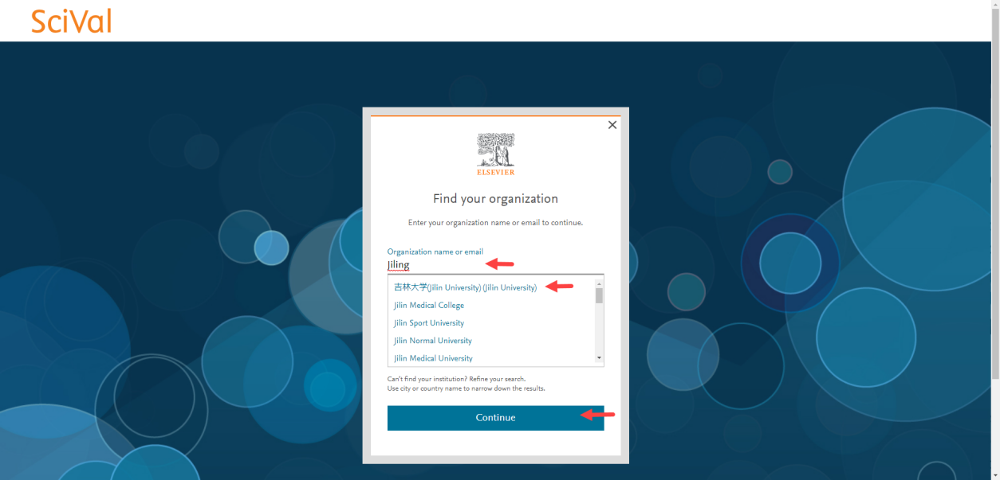 SciVal
ELSEVIER
Find your organization
Enter your organization name or email to continue.
Organization name or email
Jiling
吉林大学(Jilin University) (Jilin University)
Jilin Medical College
Jilin Sport University
Jilin Normal University
Jilin Medical University
Can't find your institution? Refine your search.
Use city or country name to narrow down the results.
Continue